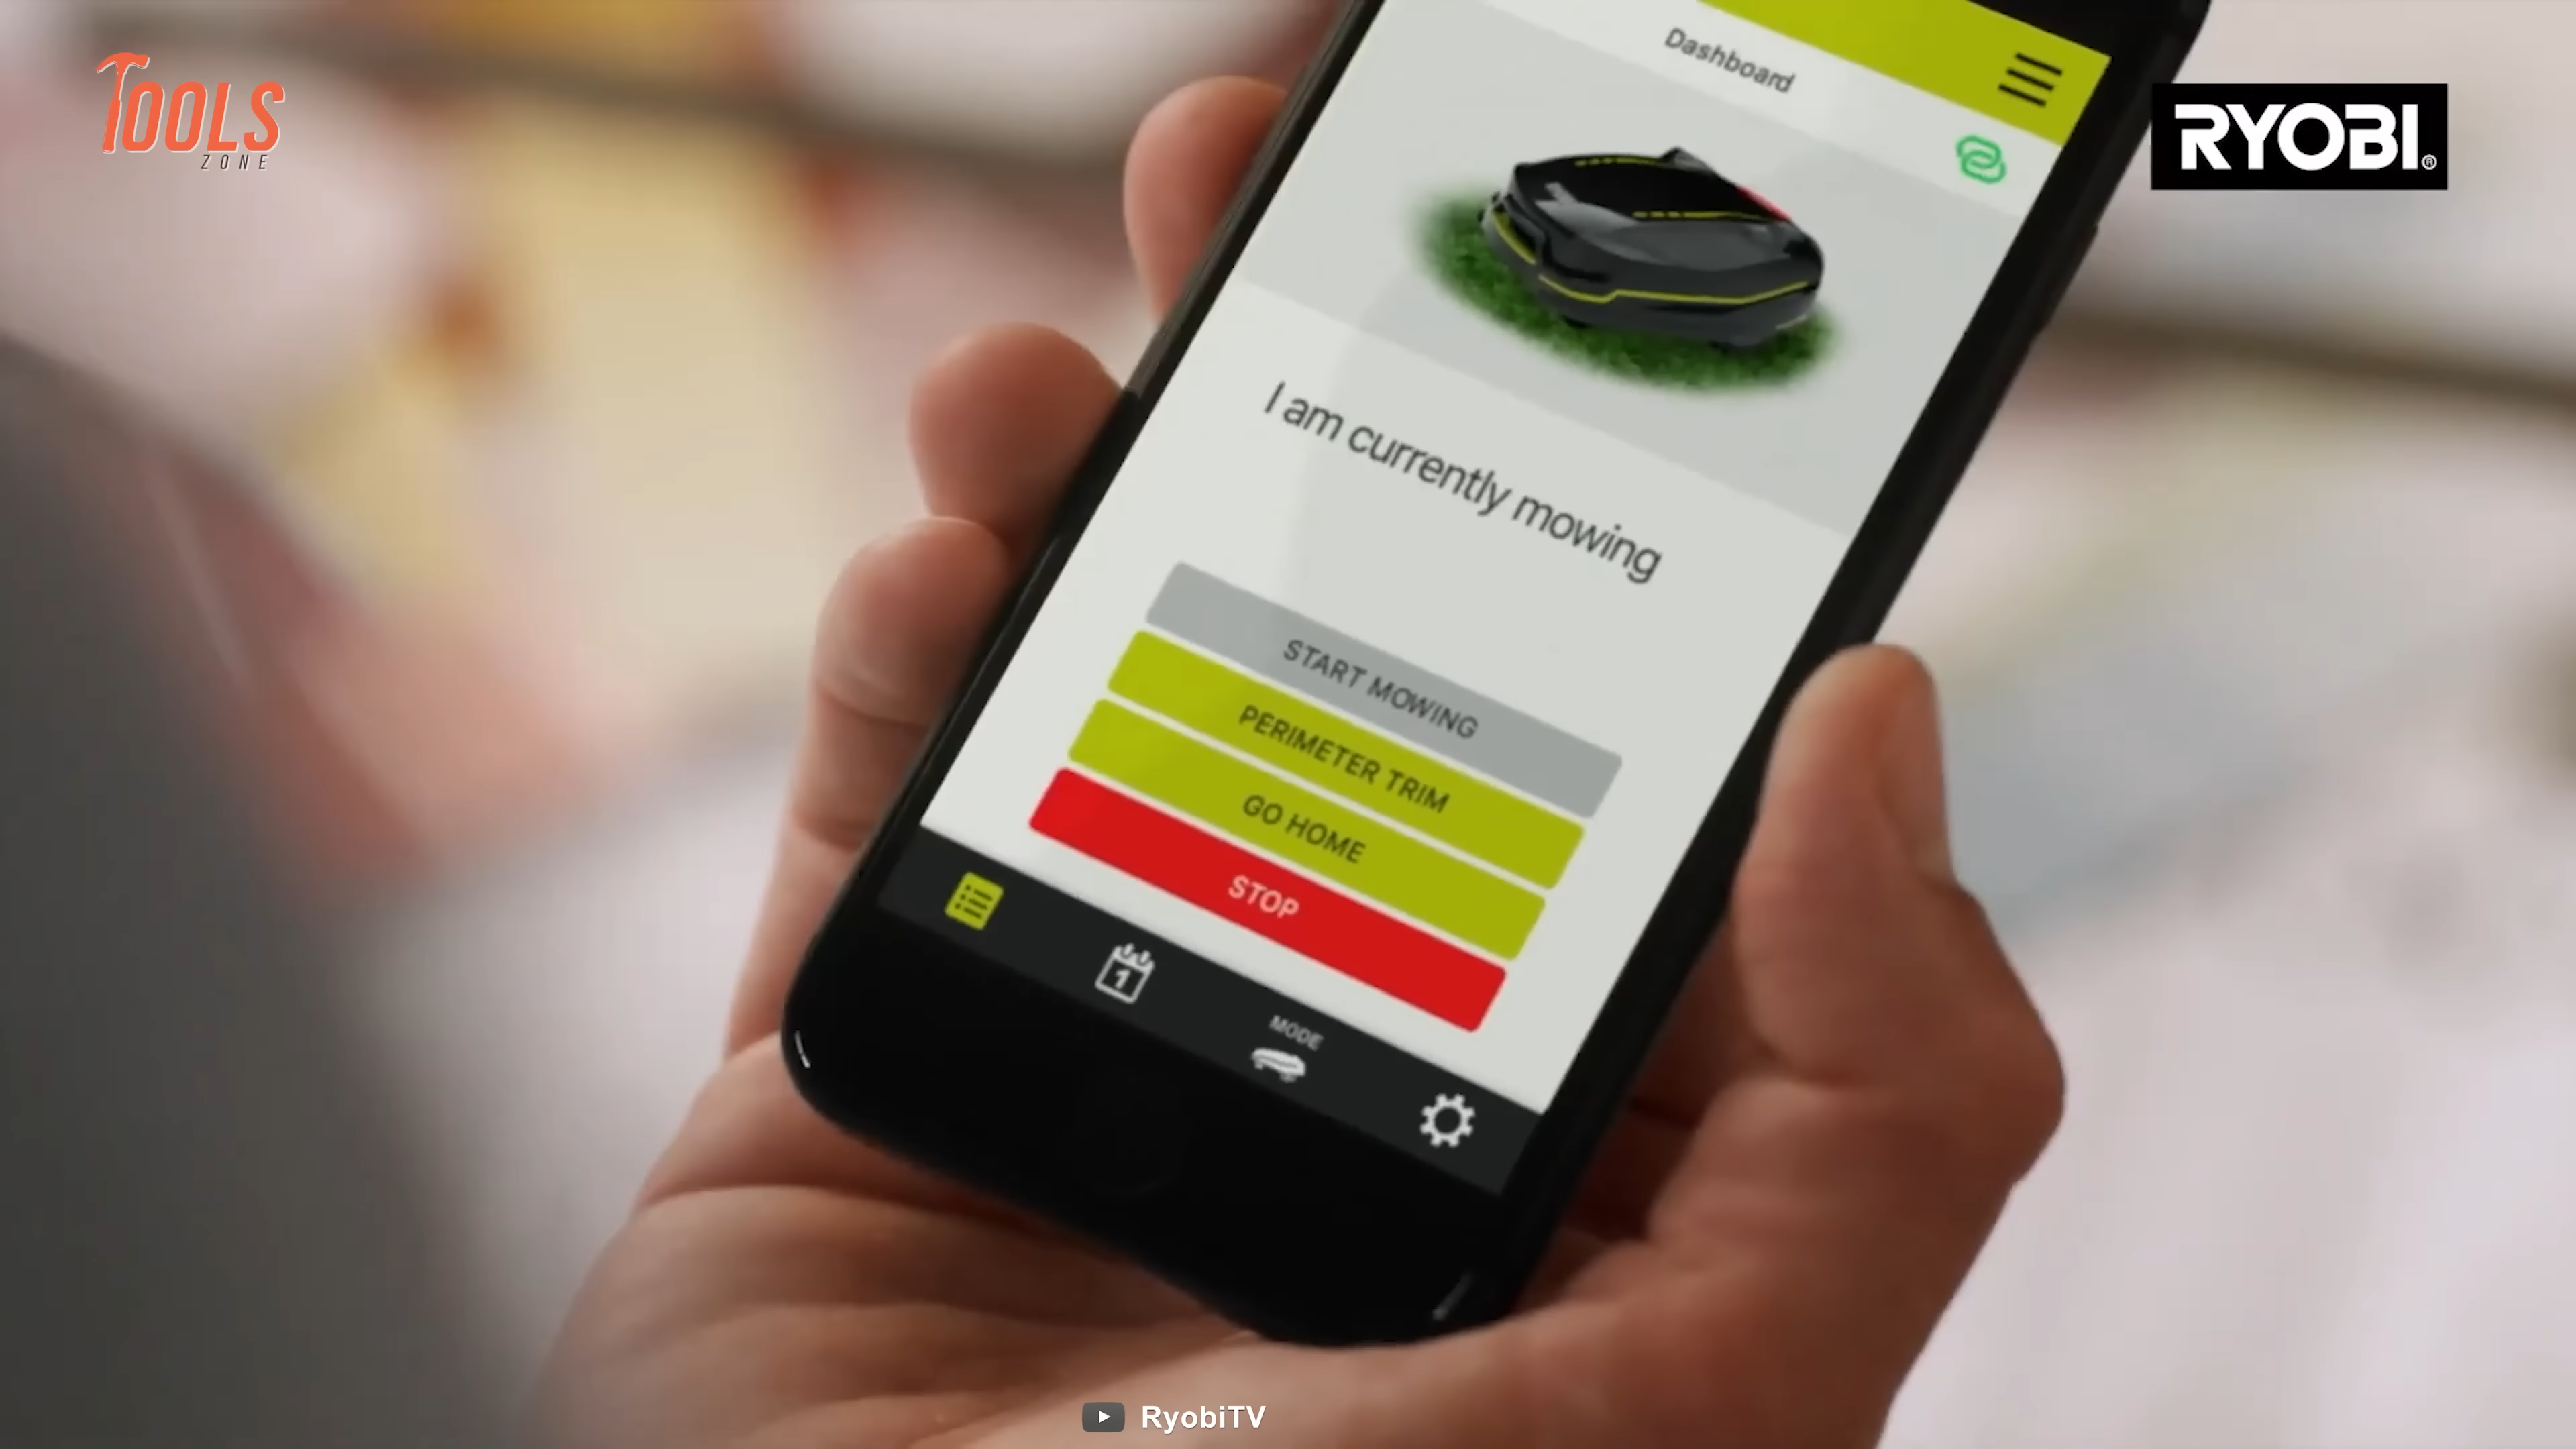 TOOLS
ZONE
RYOBI®
Dashboard
I am currently mowing
START MOWING
PERIMETER TRIM
GO HOME
STOP
1
MODE
RyobiTV